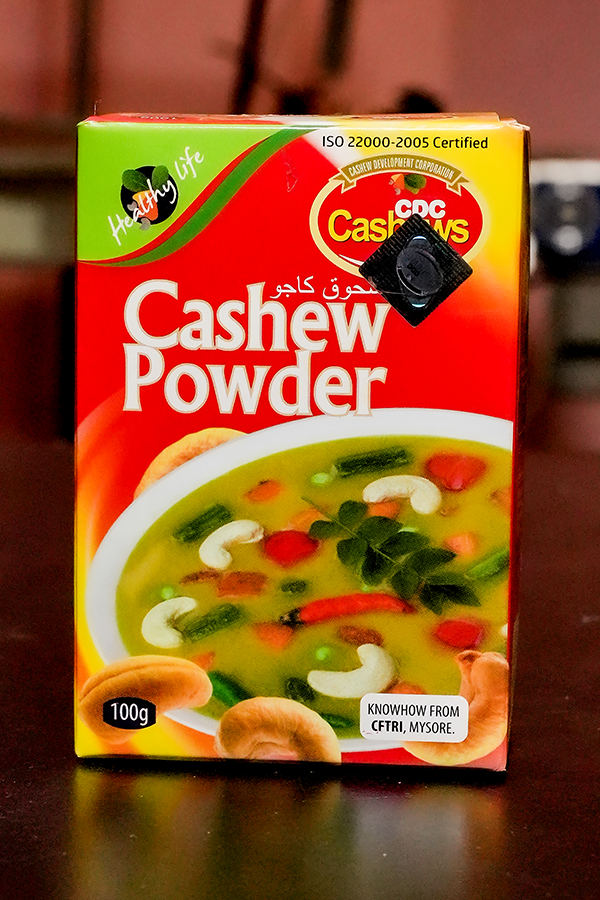 ISO 22000-2005 Certified
Healthy life
CASHEW DEVELOPMENT CORPORATION
CDC
Cashews
مسحوق كاجو
Cashew
Powder
100g
KNOWHOW FROM
CFTRI, MYSORE.